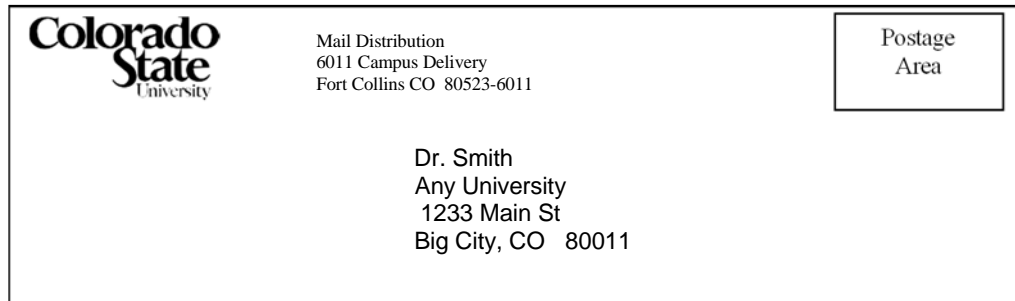 Colorado
State
University
Mail Distribution
6011 Campus Delivery
Fort Collins CO  80523-6011
Postage
Area
Dr. Smith
Any University
1233 Main St
Big City, CO   80011